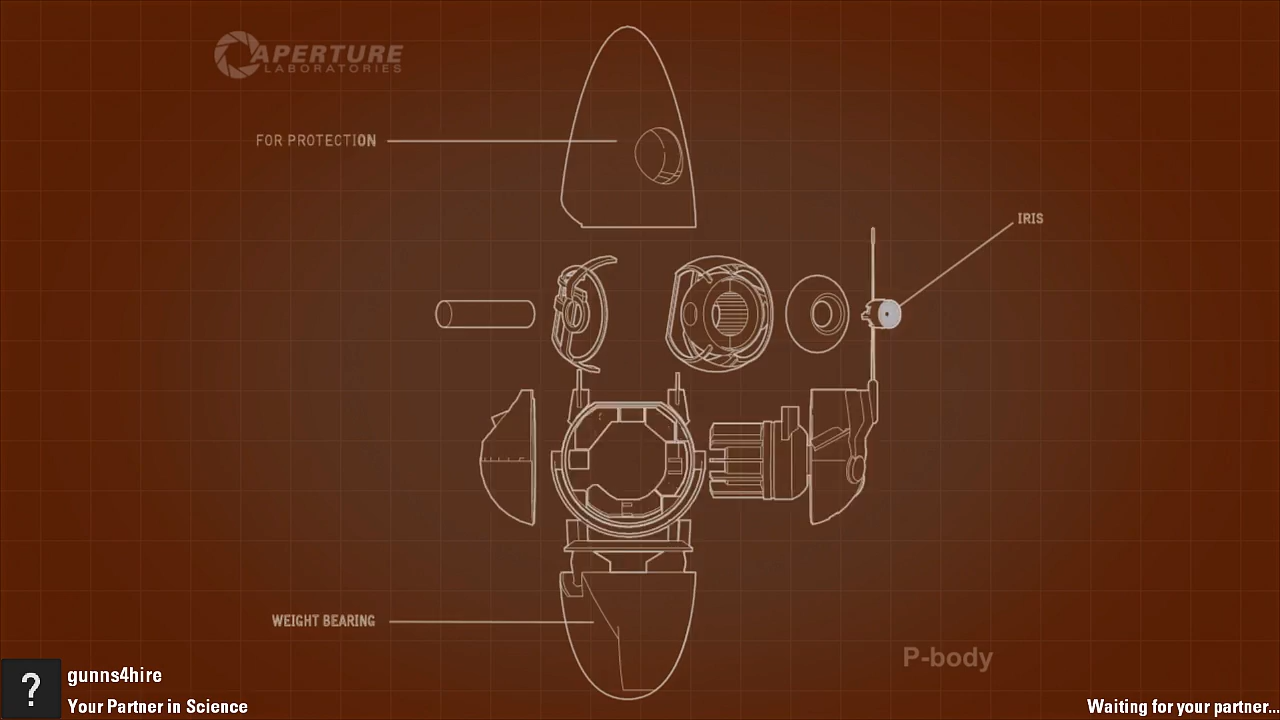 APERTURE
LABORATORIES
FOR PROTECTION
IRIS
WEIGHT BEARING
P-body
?
gunns4hire
Your Partner in Science
Waiting for your partner...